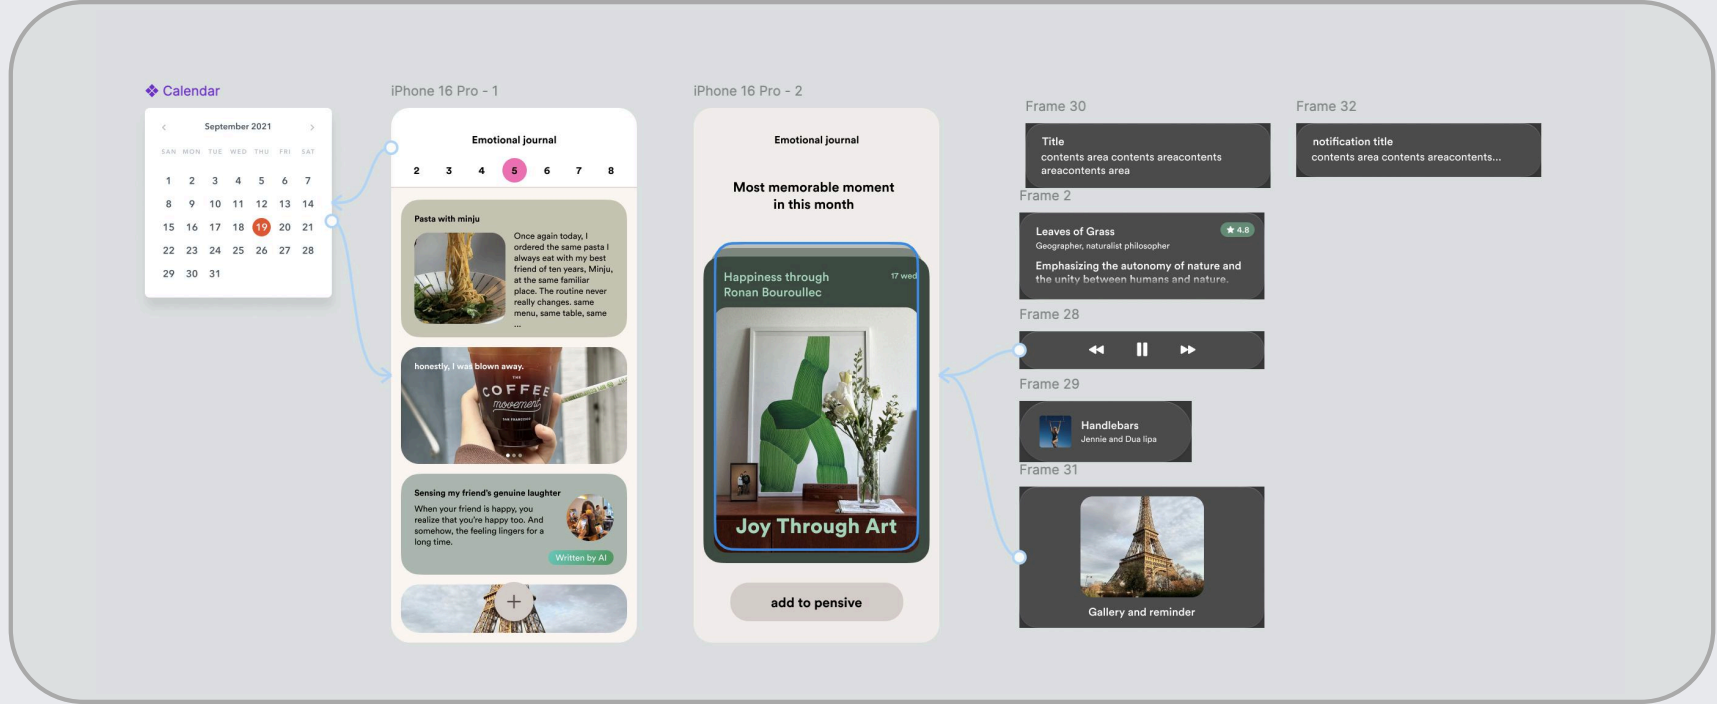 Calendar
September 2021
SAN MON TUE WED THU FRI SAT
1 2 3 4 5 6 7
8 9 10 11 12 13 14
15 16 17 18 19 20 21
22 23 24 25 26 27 28
29 30 31
iPhone 16 Pro - 1
Emotional journal
2 3 4 5 6 7 8
Pasta with minju
Once again today, I
ordered the same pasta I
always eat with my best
friend of ten years, Minju,
at the same familiar
place. The routine never
really changes. same
menu, same table, same
...
honestly, I was blown away.
THE
COFFEE
movement
SAN FRANCISCO
Sensing my friend's genuine laughter
When your friend is happy, you
realize that you're happy too. And
somehow, the feeling lingers for a
long time.
Written by AI
+
iPhone 16 Pro - 2
Emotional journal
Most memorable moment
in this month
Happiness through
Ronan Bouroullec
17 wed
Joy Through Art
add to pensive
Frame 30
Title
contents area contents areacontents
areacontents area
Frame 2
Leaves of Grass
★ 4.8
Geographer, naturalist philosopher
Emphasizing the autonomy of nature and
the unity between humans and nature.
Frame 28
Frame 29
Handlebars
Jennie and Dua lipa
Frame 31
Gallery and reminder
Frame 32
notification title
contents area contents areacontents...